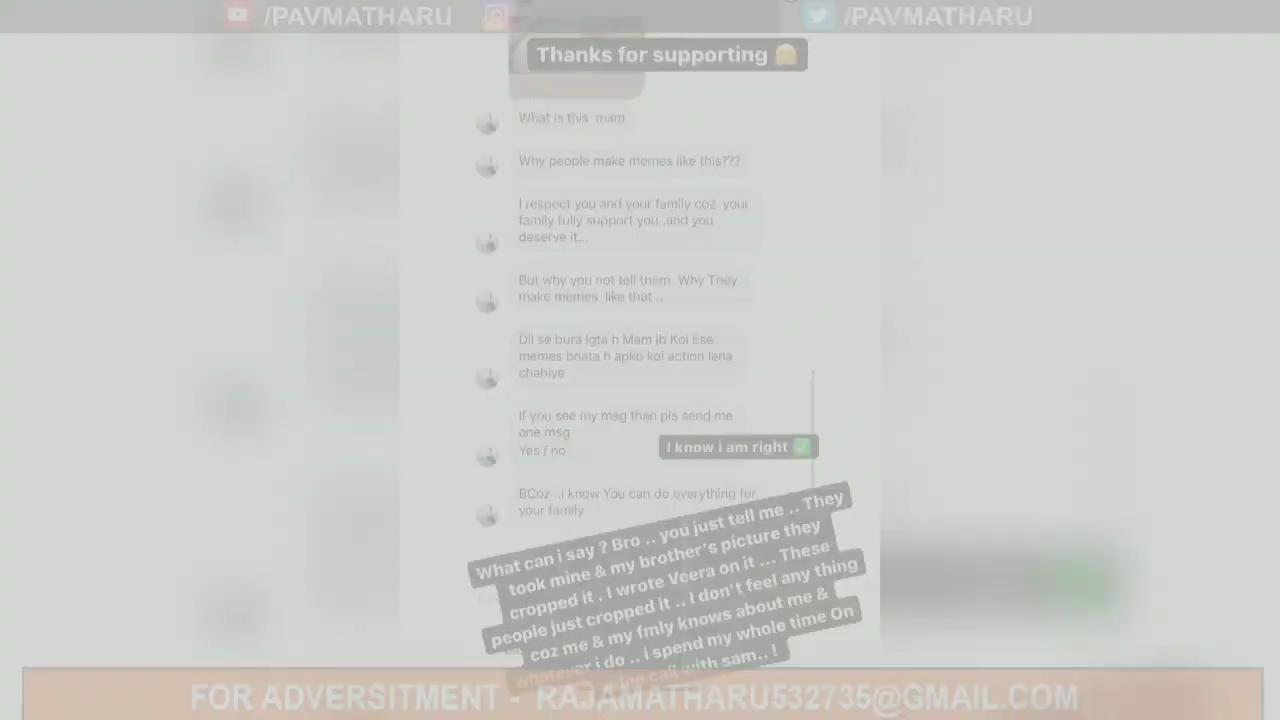 /PAVMATHARU
/PAVMATHARU
Thanks for supporting
What is this mam
Why people make memes like this???
I respect you and your family coz your
family fully support you..and you
deserve it...
But why you not tell them. Why They
make memes like that ..
Dil se bura lgta h Mam jb Koi Ese
memes bnata h apko koi action lena
chahiye
If you see my msg than pls send me
one msg
Yes / no
I know i am right
BCoz ..i know You can do everything for
your family
What can i say ? Bro .. you just tell me .. They
took mine & my brother's picture they
cropped it . I wrote Veera on it ... These
people just cropped it .. I don't feel any thing
coz me & my fmly knows about me &
whatever i do .. i spend my whole time On
call with sam.. !
FOR ADVERSITMENT - RAJAMATHARU532735@GMAIL.COM